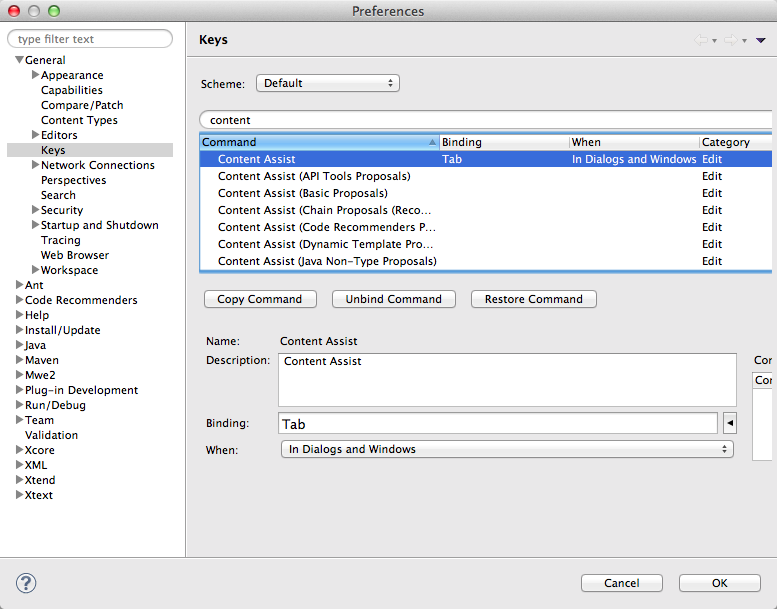 Preferences
type filter text
General
Appearance
Capabilities
Compare/Patch
Content Types
Editors
Keys
Network Connections
Perspectives
Search
Security
Startup and Shutdown
Tracing
Web Browser
Workspace
Ant
Code Recommenders
Help
Install/Update
Java
Maven
Mwe2
Plug-in Development
Run/Debug
Team
Validation
Xcore
XML
Xtend
Xtext
Keys
Scheme: Default
content
Command Binding When Category
Content Assist Tab In Dialogs and Windows Edit
Content Assist (API Tools Proposals) Edit
Content Assist (Basic Proposals) Edit
Content Assist (Chain Proposals (Reco... Edit
Content Assist (Code Recommenders P... Edit
Content Assist (Dynamic Template Pro... Edit
Content Assist (Java Non-Type Proposals) Edit
Copy Command Unbind Command Restore Command
Name: Content Assist
Description: Content Assist
Con
Con
Binding: Tab
When: In Dialogs and Windows
? Cancel OK